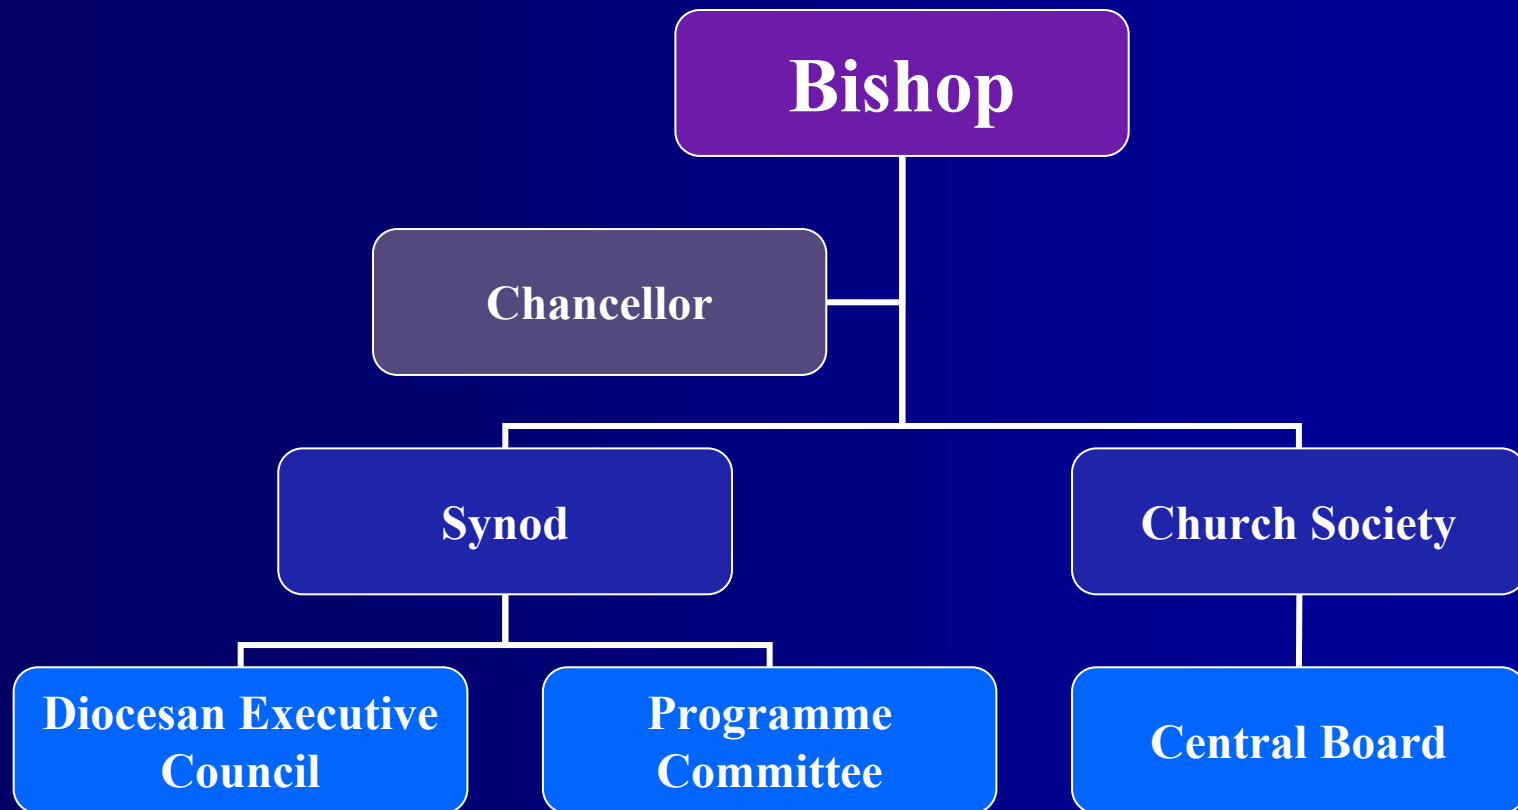 Bishop
Chancellor
Synod
Church Society
Diocesan Executive
Council
Programme
Committee
Central Board